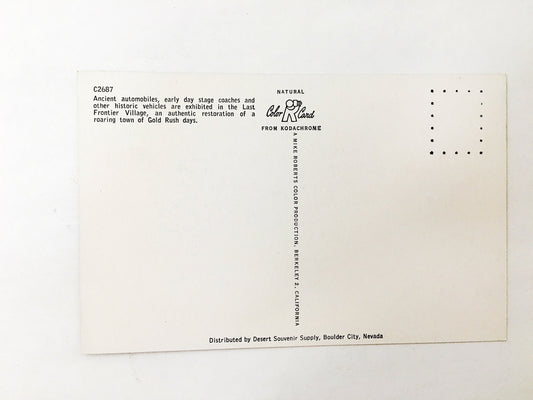 C2687
Ancient automobiles, early day stage coaches and
other historic vehicles are exhibited in the Last
Frontier Village, an authentic restoration of a
roaring town of Gold Rush days.
NATURAL
Color Card
FROM KODACHROME
A MIKE ROBERTS COLOR PRODUCTION, BERKELEY 2, CALIFORNIA
Distributed by Desert Souvenir Supply, Boulder City, Nevada